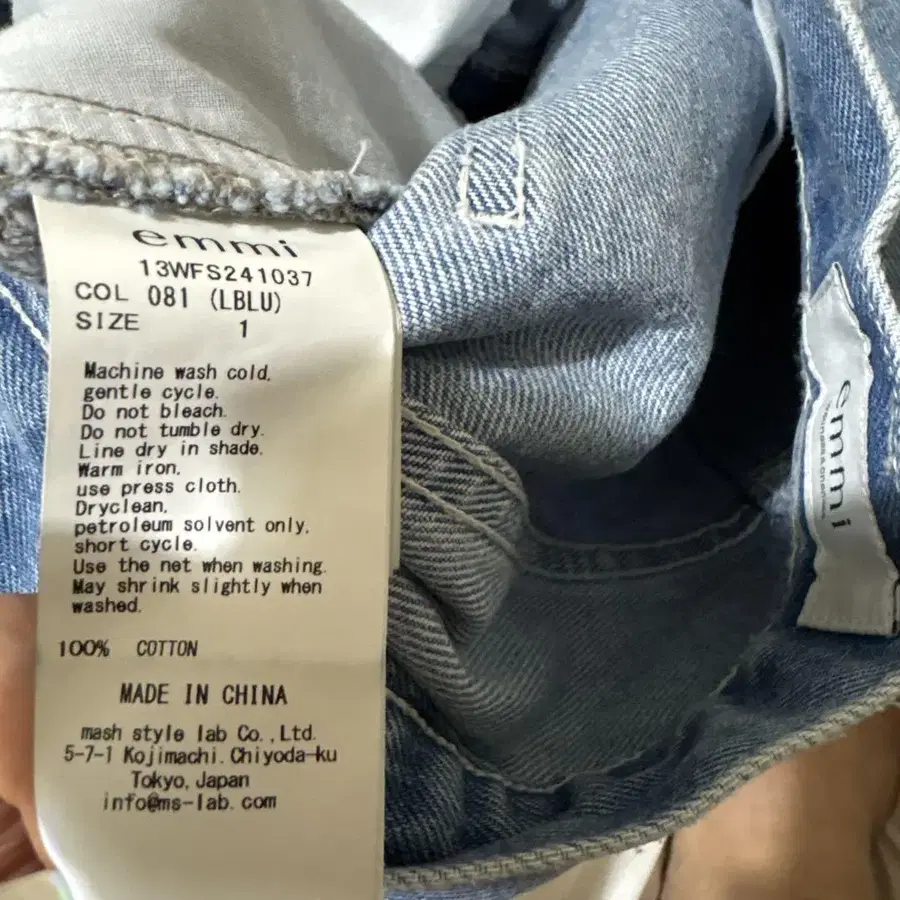 emmi
13WFS241037
COL 081 (LBLU)
SIZE 1
Machine wash cold,
gentle cycle.
Do not bleach.
Do not tumble dry.
Line dry in shade.
Warm iron,
use press cloth.
Dryclean,
petroleum solvent only,
short cycle.
Use the net when washing.
May shrink slightly when
washed.
100% COTTON
MADE IN CHINA
mash style lab Co.,Ltd.
5-7-1 Kojimachi.Chiyoda-ku
Tokyo,Japan
info@ms-lab.com
emmi